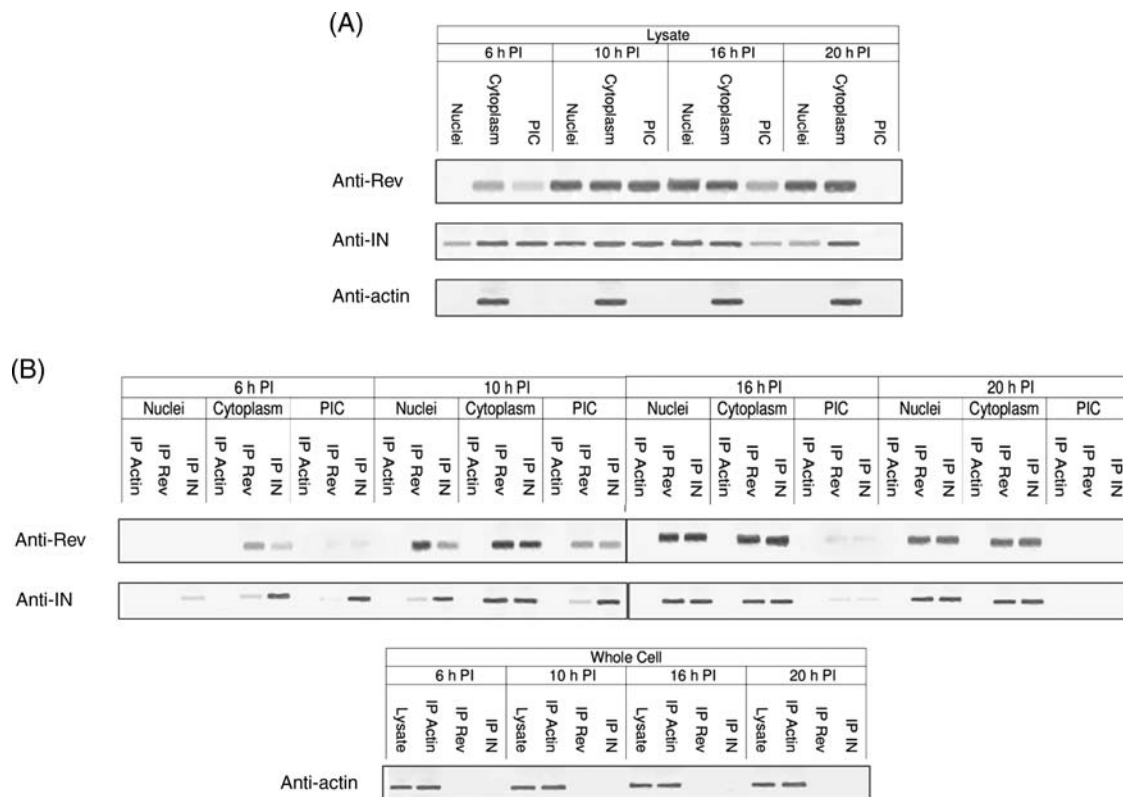 (A)
Lysate
6 h PI 10 h PI 16 h PI 20 h PI
Nuclei Cytoplasm PIC Nuclei Cytoplasm PIC Nuclei Cytoplasm PIC Nuclei Cytoplasm PIC
Anti-Rev
Anti-IN
Anti-actin
(B)
6 h PI 10 h PI 16 h PI 20 h PI
Nuclei Cytoplasm PIC Nuclei Cytoplasm PIC Nuclei Cytoplasm PIC Nuclei Cytoplasm PIC
IP Actin IP Rev IP IN IP Actin IP Rev IP IN IP Actin IP Rev IP IN IP Actin IP Rev IP IN IP Actin IP Rev IP IN IP Actin IP Rev IP IN IP Actin IP Rev IP IN IP Actin IP Rev IP IN IP Actin IP Rev IP IN IP Actin IP Rev IP IN IP Actin IP Rev IP IN IP Actin IP Rev IP IN
Anti-Rev
Anti-IN
Whole Cell
6 h PI 10 h PI 16 h PI 20 h PI
Lysate IP Actin IP Rev IP IN Lysate IP Actin IP Rev IP IN Lysate IP Actin IP Rev IP IN Lysate IP Actin IP Rev IP IN
Anti-actin